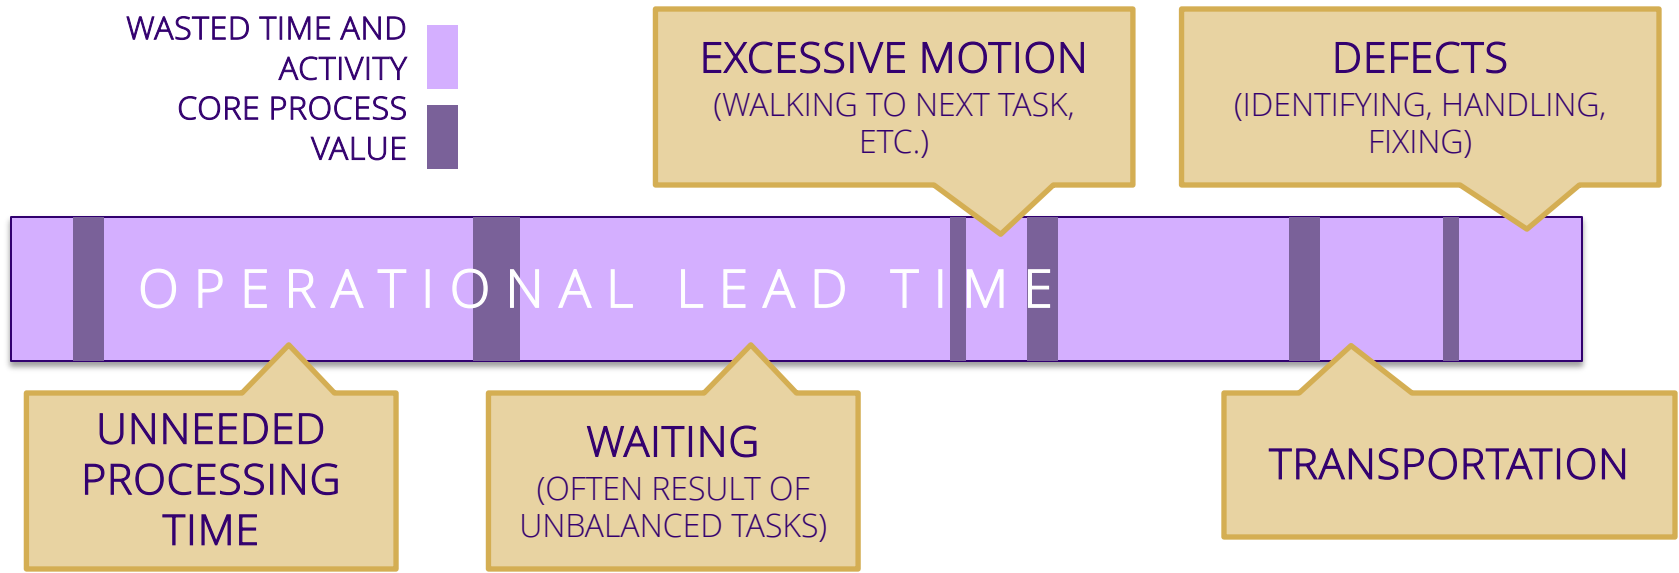 WASTED TIME AND
ACTIVITY
CORE PROCESS
VALUE
EXCESSIVE MOTION
(WALKING TO NEXT TASK,
ETC.)
DEFECTS
(IDENTIFYING, HANDLING,
FIXING)
OPERATIONAL LEAD TIME
UNNEEDED
PROCESSING
TIME
WAITING
(OFTEN RESULT OF
UNBALANCED TASKS)
TRANSPORTATION